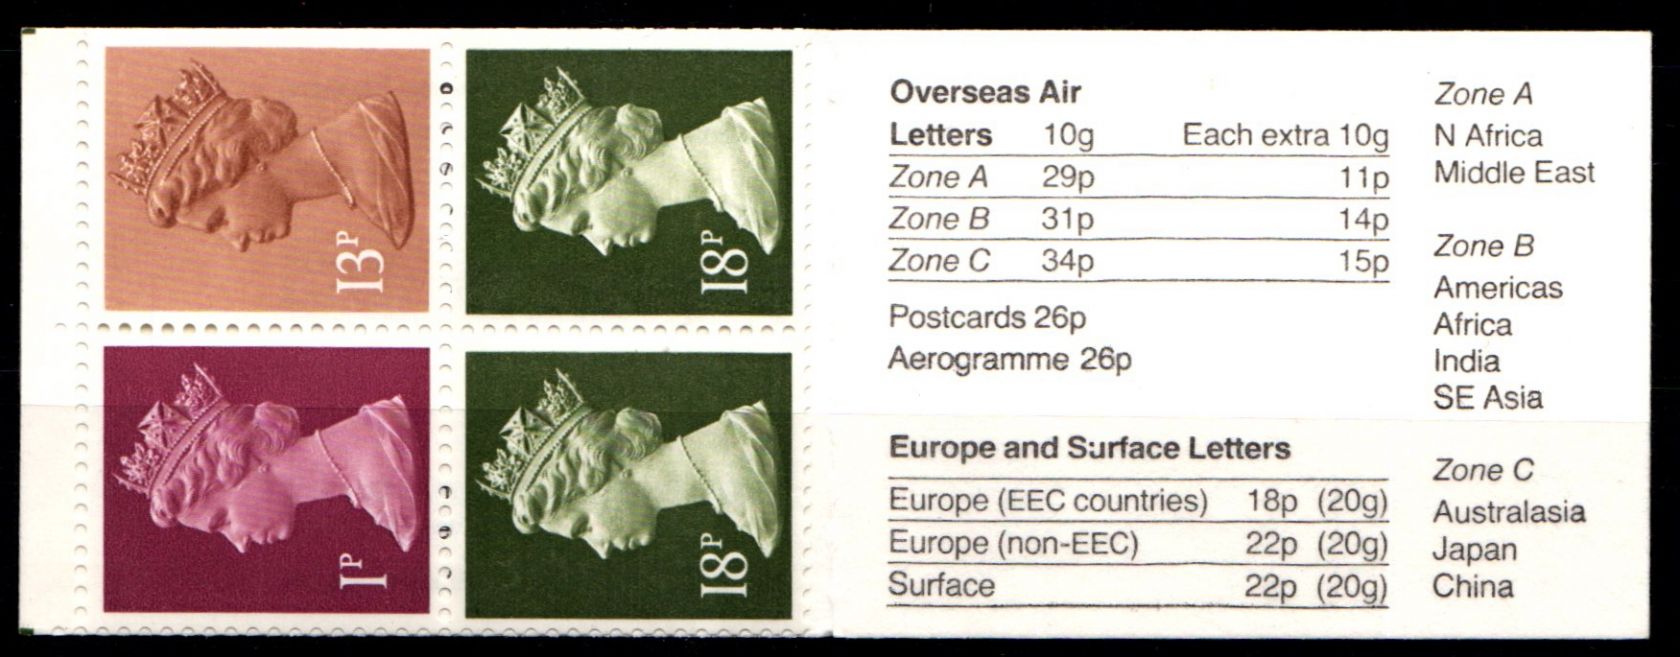 13P
18P
1P
18P
Overseas Air
Letters 10g Each extra 10g
Zone A 29p 11p
Zone B 31p 14p
Zone C 34p 15p
Postcards 26p
Aerogramme 26p
Europe and Surface Letters
Europe (EEC countries) 18p (20g)
Europe (non-EEC) 22p (20g)
Surface 22p (20g)
Zone A
N Africa
Middle East
Zone B
Americas
Africa
India
SE Asia
Zone C
Australasia
Japan
China